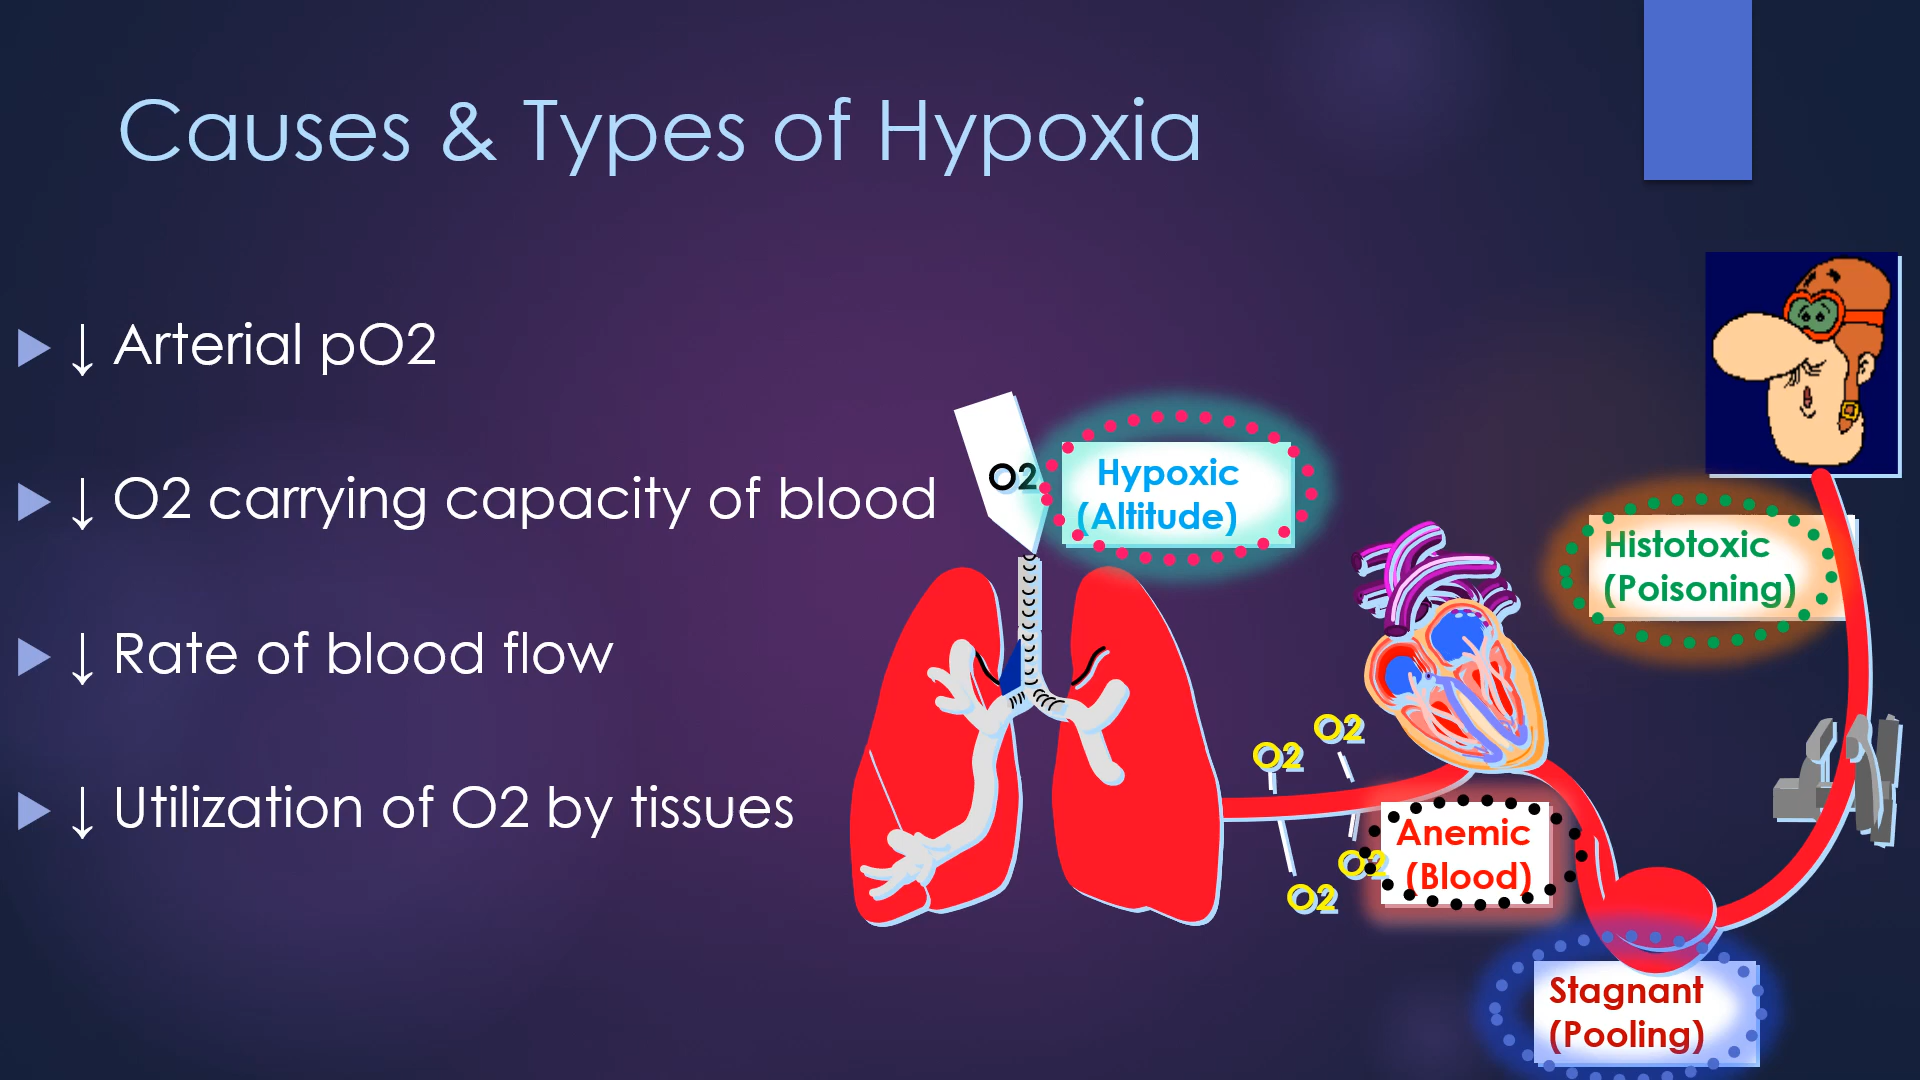 Causes & Types of Hypoxia
↓ Arterial pO2
↓ O2 carrying capacity of blood
↓ Rate of blood flow
↓ Utilization of O2 by tissues
O2
Hypoxic
(Altitude)
Histotoxic
(Poisoning)
O2
O2
O2
O2
Anemic
(Blood)
Stagnant
(Pooling)